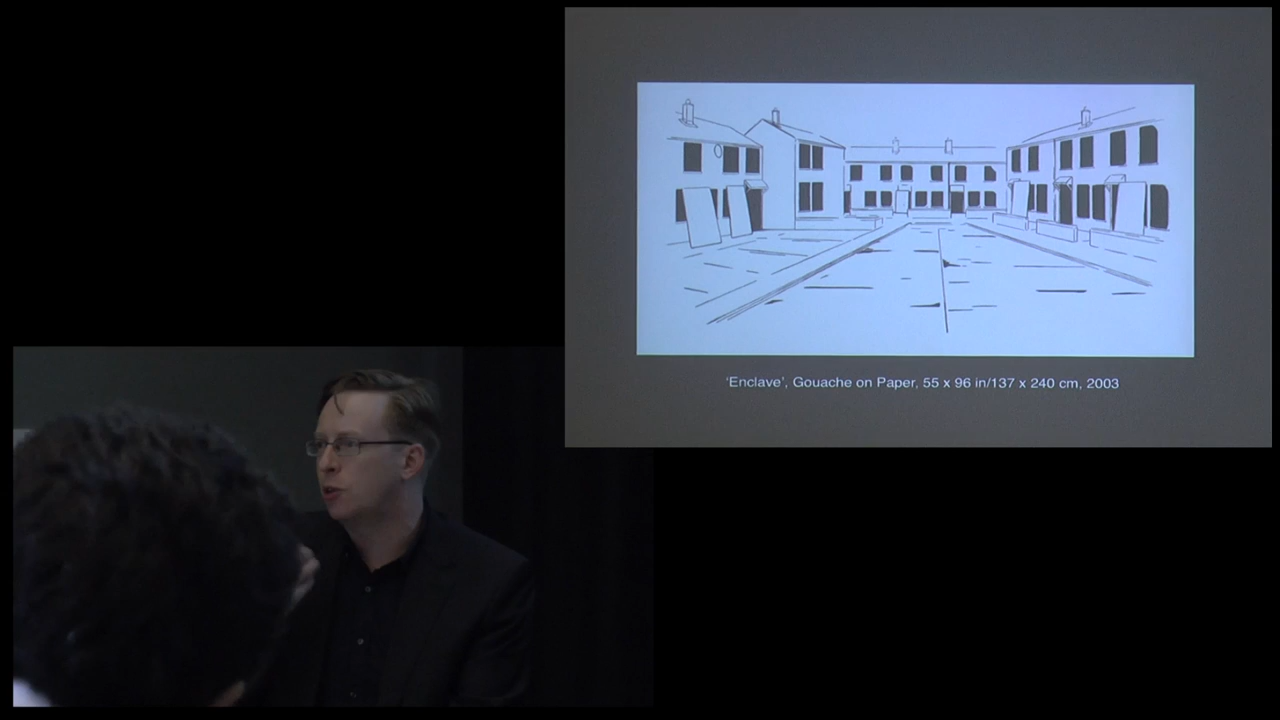 ‘Enclave’, Gouache on Paper, 55 x 96 in/137 x 240 cm, 2003